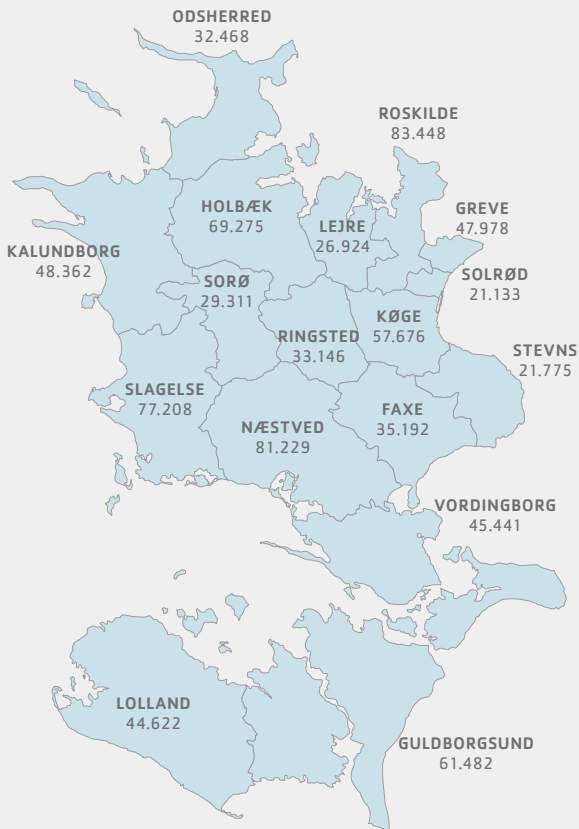 ODSHERRED
32.468
ROSKILDE
83.448
HOLBÆK
69.275
LEJRE
26.924
GREVE
47.978
KALUNDBORG
48.362
SORØ
29.311
SOLRØD
21.133
RINGSTED
33.146
KØGE
57.676
STEVNS
21.775
SLAGELSE
77.208
NÆSTVED
81.229
FAXE
35.192
VORDINGBORG
45.441
LOLLAND
44.622
GULDBORGSUND
61.482